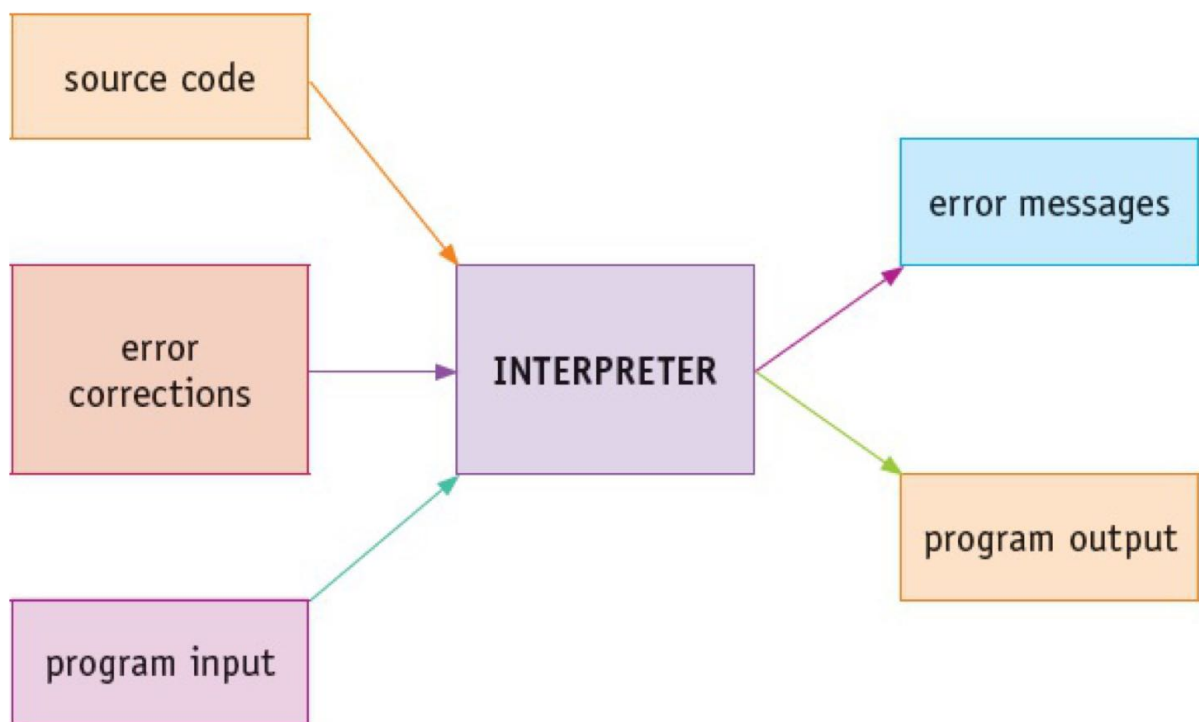 source code
error
corrections
program input
INTERPRETER
error messages
program output